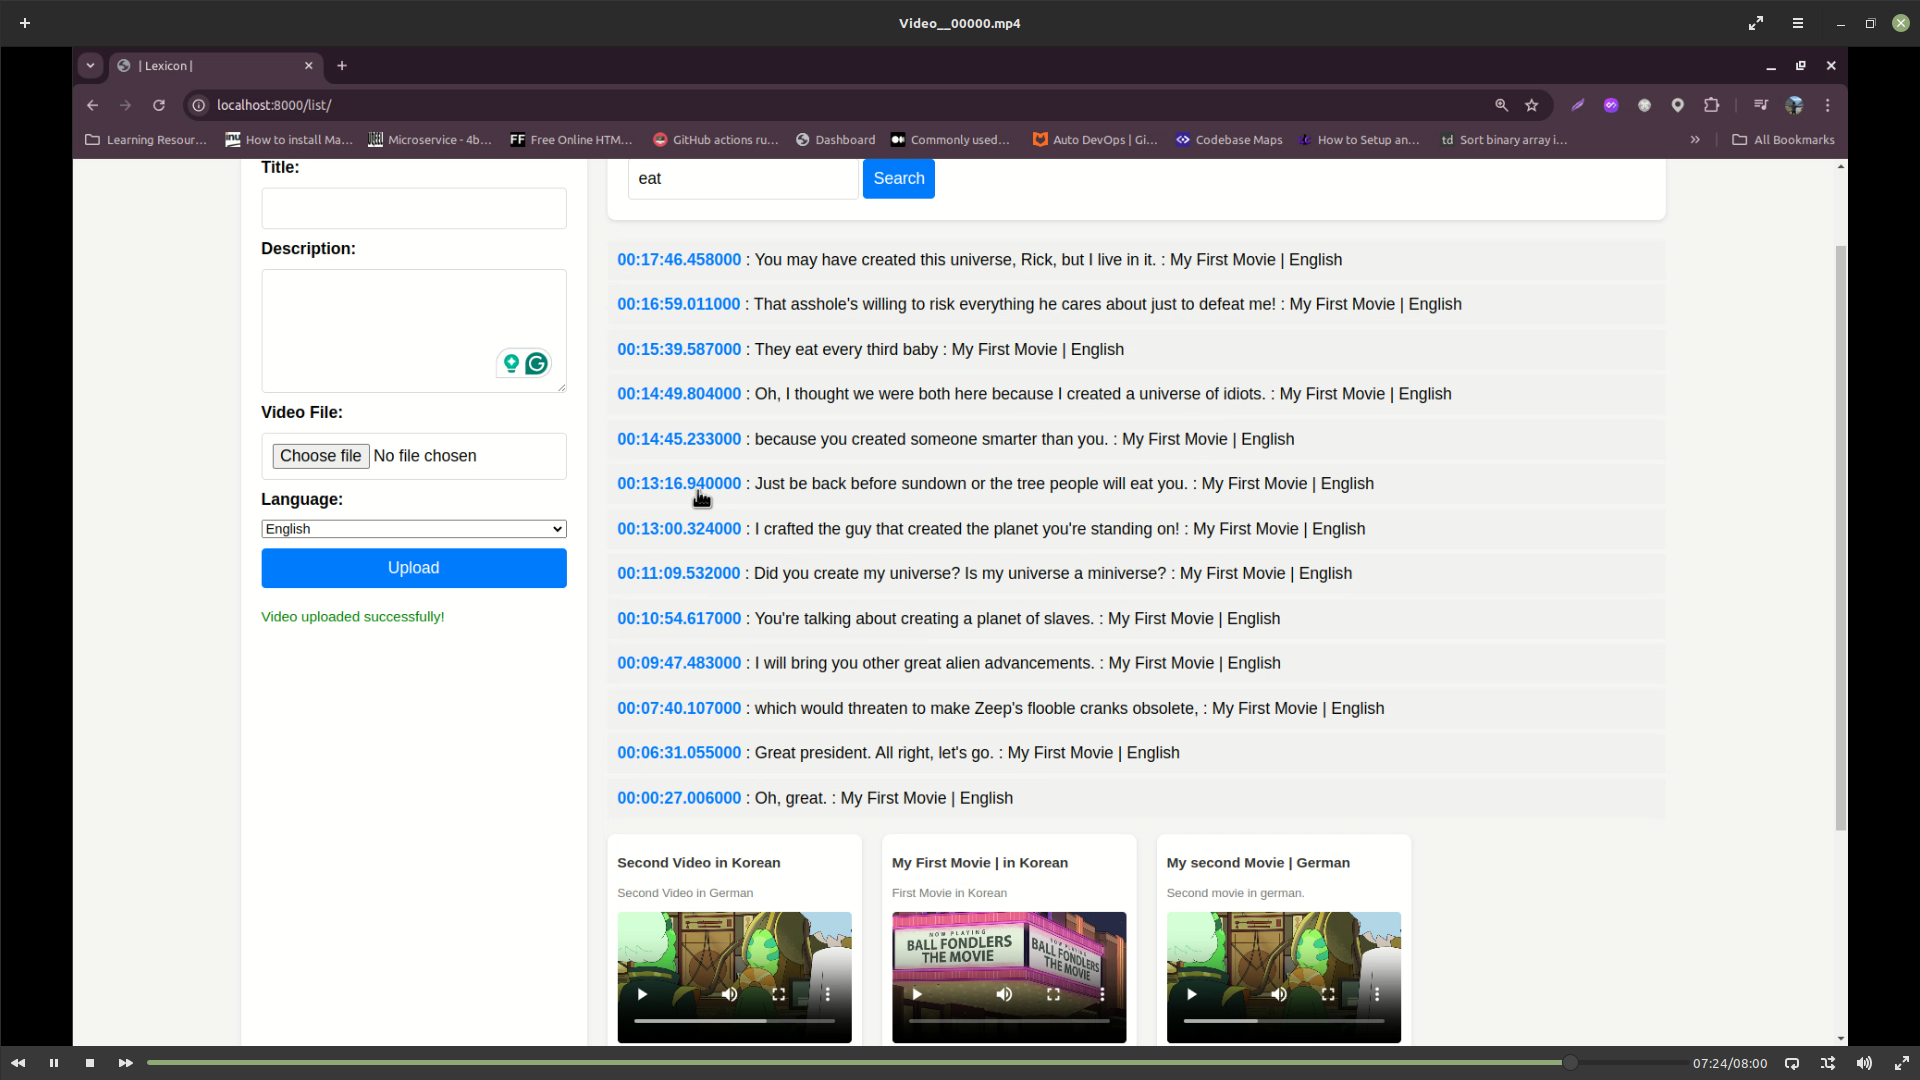 Video__00000.mp4
| Lexicon |
localhost:8000/list/
Learning Resour...
How to install Ma...
Microservice - 4b...
FF Free Online HTM...
GitHub actions ru...
Dashboard
Commonly used...
Auto DevOps | Gi...
Codebase Maps
How to Setup an...
td Sort binary array i...
»
All Bookmarks
Title:
Description:
Video File:
Choose file No file chosen
Language:
English
Upload
Video uploaded successfully!
eat
Search
00:17:46.458000 : You may have created this universe, Rick, but I live in it. : My First Movie | English
00:16:59.011000 : That asshole's willing to risk everything he cares about just to defeat me! : My First Movie | English
00:15:39.587000 : They eat every third baby : My First Movie | English
00:14:49.804000 : Oh, I thought we were both here because I created a universe of idiots. : My First Movie | English
00:14:45.233000 : because you created someone smarter than you. : My First Movie | English
00:13:16.940000 : Just be back before sundown or the tree people will eat you. : My First Movie | English
00:13:00.324000 : I crafted the guy that created the planet you're standing on! : My First Movie | English
00:11:09.532000 : Did you create my universe? Is my universe a miniverse? : My First Movie | English
00:10:54.617000 : You're talking about creating a planet of slaves. : My First Movie | English
00:09:47.483000 : I will bring you other great alien advancements. : My First Movie | English
00:07:40.107000 : which would threaten to make Zeep's flooble cranks obsolete, : My First Movie | English
00:06:31.055000 : Great president. All right, let's go. : My First Movie | English
00:00:27.006000 : Oh, great. : My First Movie | English
Second Video in Korean
Second Video in German
My First Movie | in Korean
First Movie in Korean
NOW PLAYING
BALL FONDLERS
THE MOVIE
NOW PLAYING
BALL FONDLERS
THE MOVIE
My second Movie | German
Second movie in german.
07:24/08:00